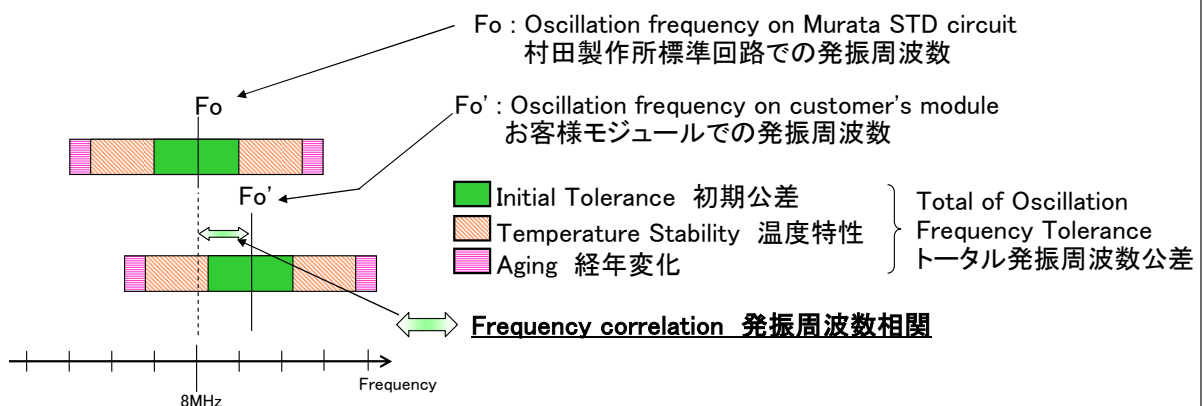 Fo : Oscillation frequency on Murata STD circuit
村田製作所標準回路での発振周波数
Fo
Fo' : Oscillation frequency on customer's module
お客様モジュールでの発振周波数
Fo'
Initial Tolerance 初期公差
Temperature Stability 温度特性
Aging 経年変化
Total of Oscillation
Frequency Tolerance
トータル発振周波数公差
Frequency correlation 発振周波数相関
Frequency
8MHz